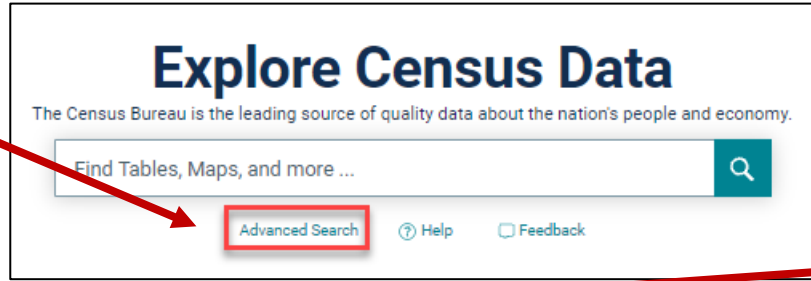 Explore Census Data
The Census Bureau is the leading source of quality data about the nation's people and economy.
Find Tables, Maps, and more ...
Advanced Search Help Feedback